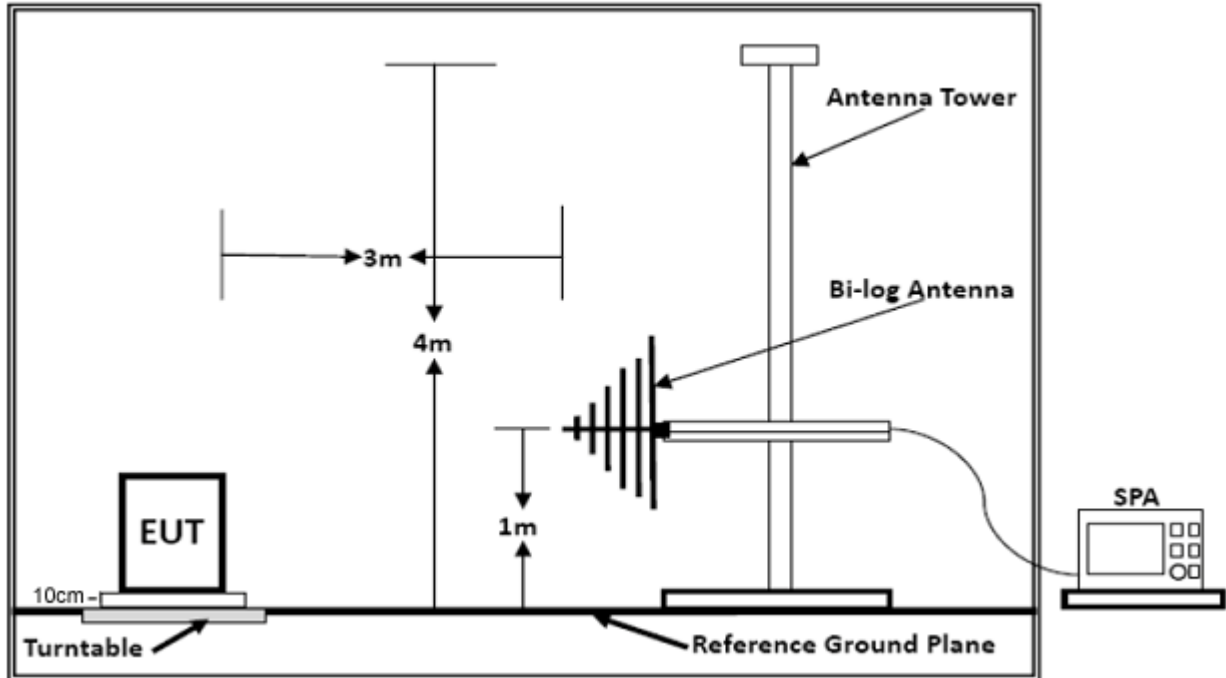 Antenna Tower
3m
Bi-log Antenna
4m
SPA
EUT
1m
10cm
Turntable
Reference Ground Plane